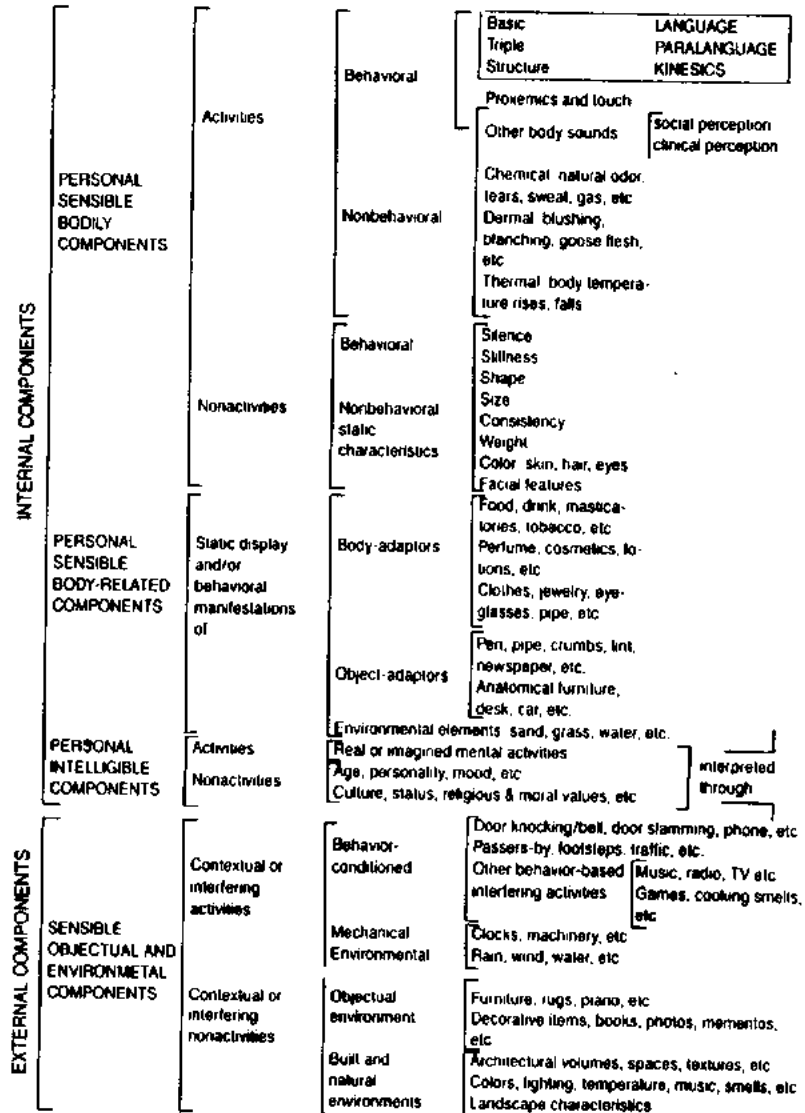 INTERNAL COMPONENTS
PERSONAL
SENSIBLE
BODILY
COMPONENTS
Activities
Behavioral
Basic LANGUAGE
Triple PARALANGUAGE
Structure KINESICS
Proxemics and touch
Other body sounds
social perception
clinical perception
Nonbehavioral
Chemical natural odor,
tears, sweat, gas, etc
Dermal blushing,
blanching, goose flesh,
etc
Thermal body tempera-
ture rises, falls
Nonactivities
Behavioral
Silence
Stillness
Nonbehavioral
static
characteristics
Shape
Size
Consistency
Weight
Color skin, hair, eyes
Facial features
PERSONAL
SENSIBLE
BODY-RELATED
COMPONENTS
Static display
and/or
behavioral
manifestations
of
Body-adaptors
Food, drink, mastica-
tories, tobacco, etc
Perfume, cosmetics, lo-
tions, etc
Clothes, jewelry, eye-
glasses, pipe, etc
Object-adaptors
Pen, pipe, crumbs, lint,
newspaper, etc.
Anatomical furniture,
desk, car, etc.
Environmental elements sand, grass, water, etc.
PERSONAL
INTELLIGIBLE
COMPONENTS
Activities
Real or imagined mental activities
Nonactivities
Age, personality, mood, etc
Culture, status, religious & moral values, etc
interpreted
through
EXTERNAL COMPONENTS
SENSIBLE
OBJECTUAL AND
ENVIRONMETAL
COMPONENTS
Contextual or
interfering
activities
Behavior-
conditioned
Door knocking/bell, door slamming, phone, etc
Passers-by, footsteps, traffic, etc.
Other behavior-based
interfering activities
Music, radio, TV etc
Games, cooking smells,
etc
Mechanical
Clocks, machinery, etc
Environmental
Rain, wind, water, etc
Contextual or
interfering
nonactivities
Objectual
environment
Furniture, rugs, piano, etc
Decorative items, books, photos, mementos,
etc
Built and
natural
environments
Architectural volumes, spaces, textures, etc
Colors, lighting, temperature, music, smells, etc
Landscape characteristics